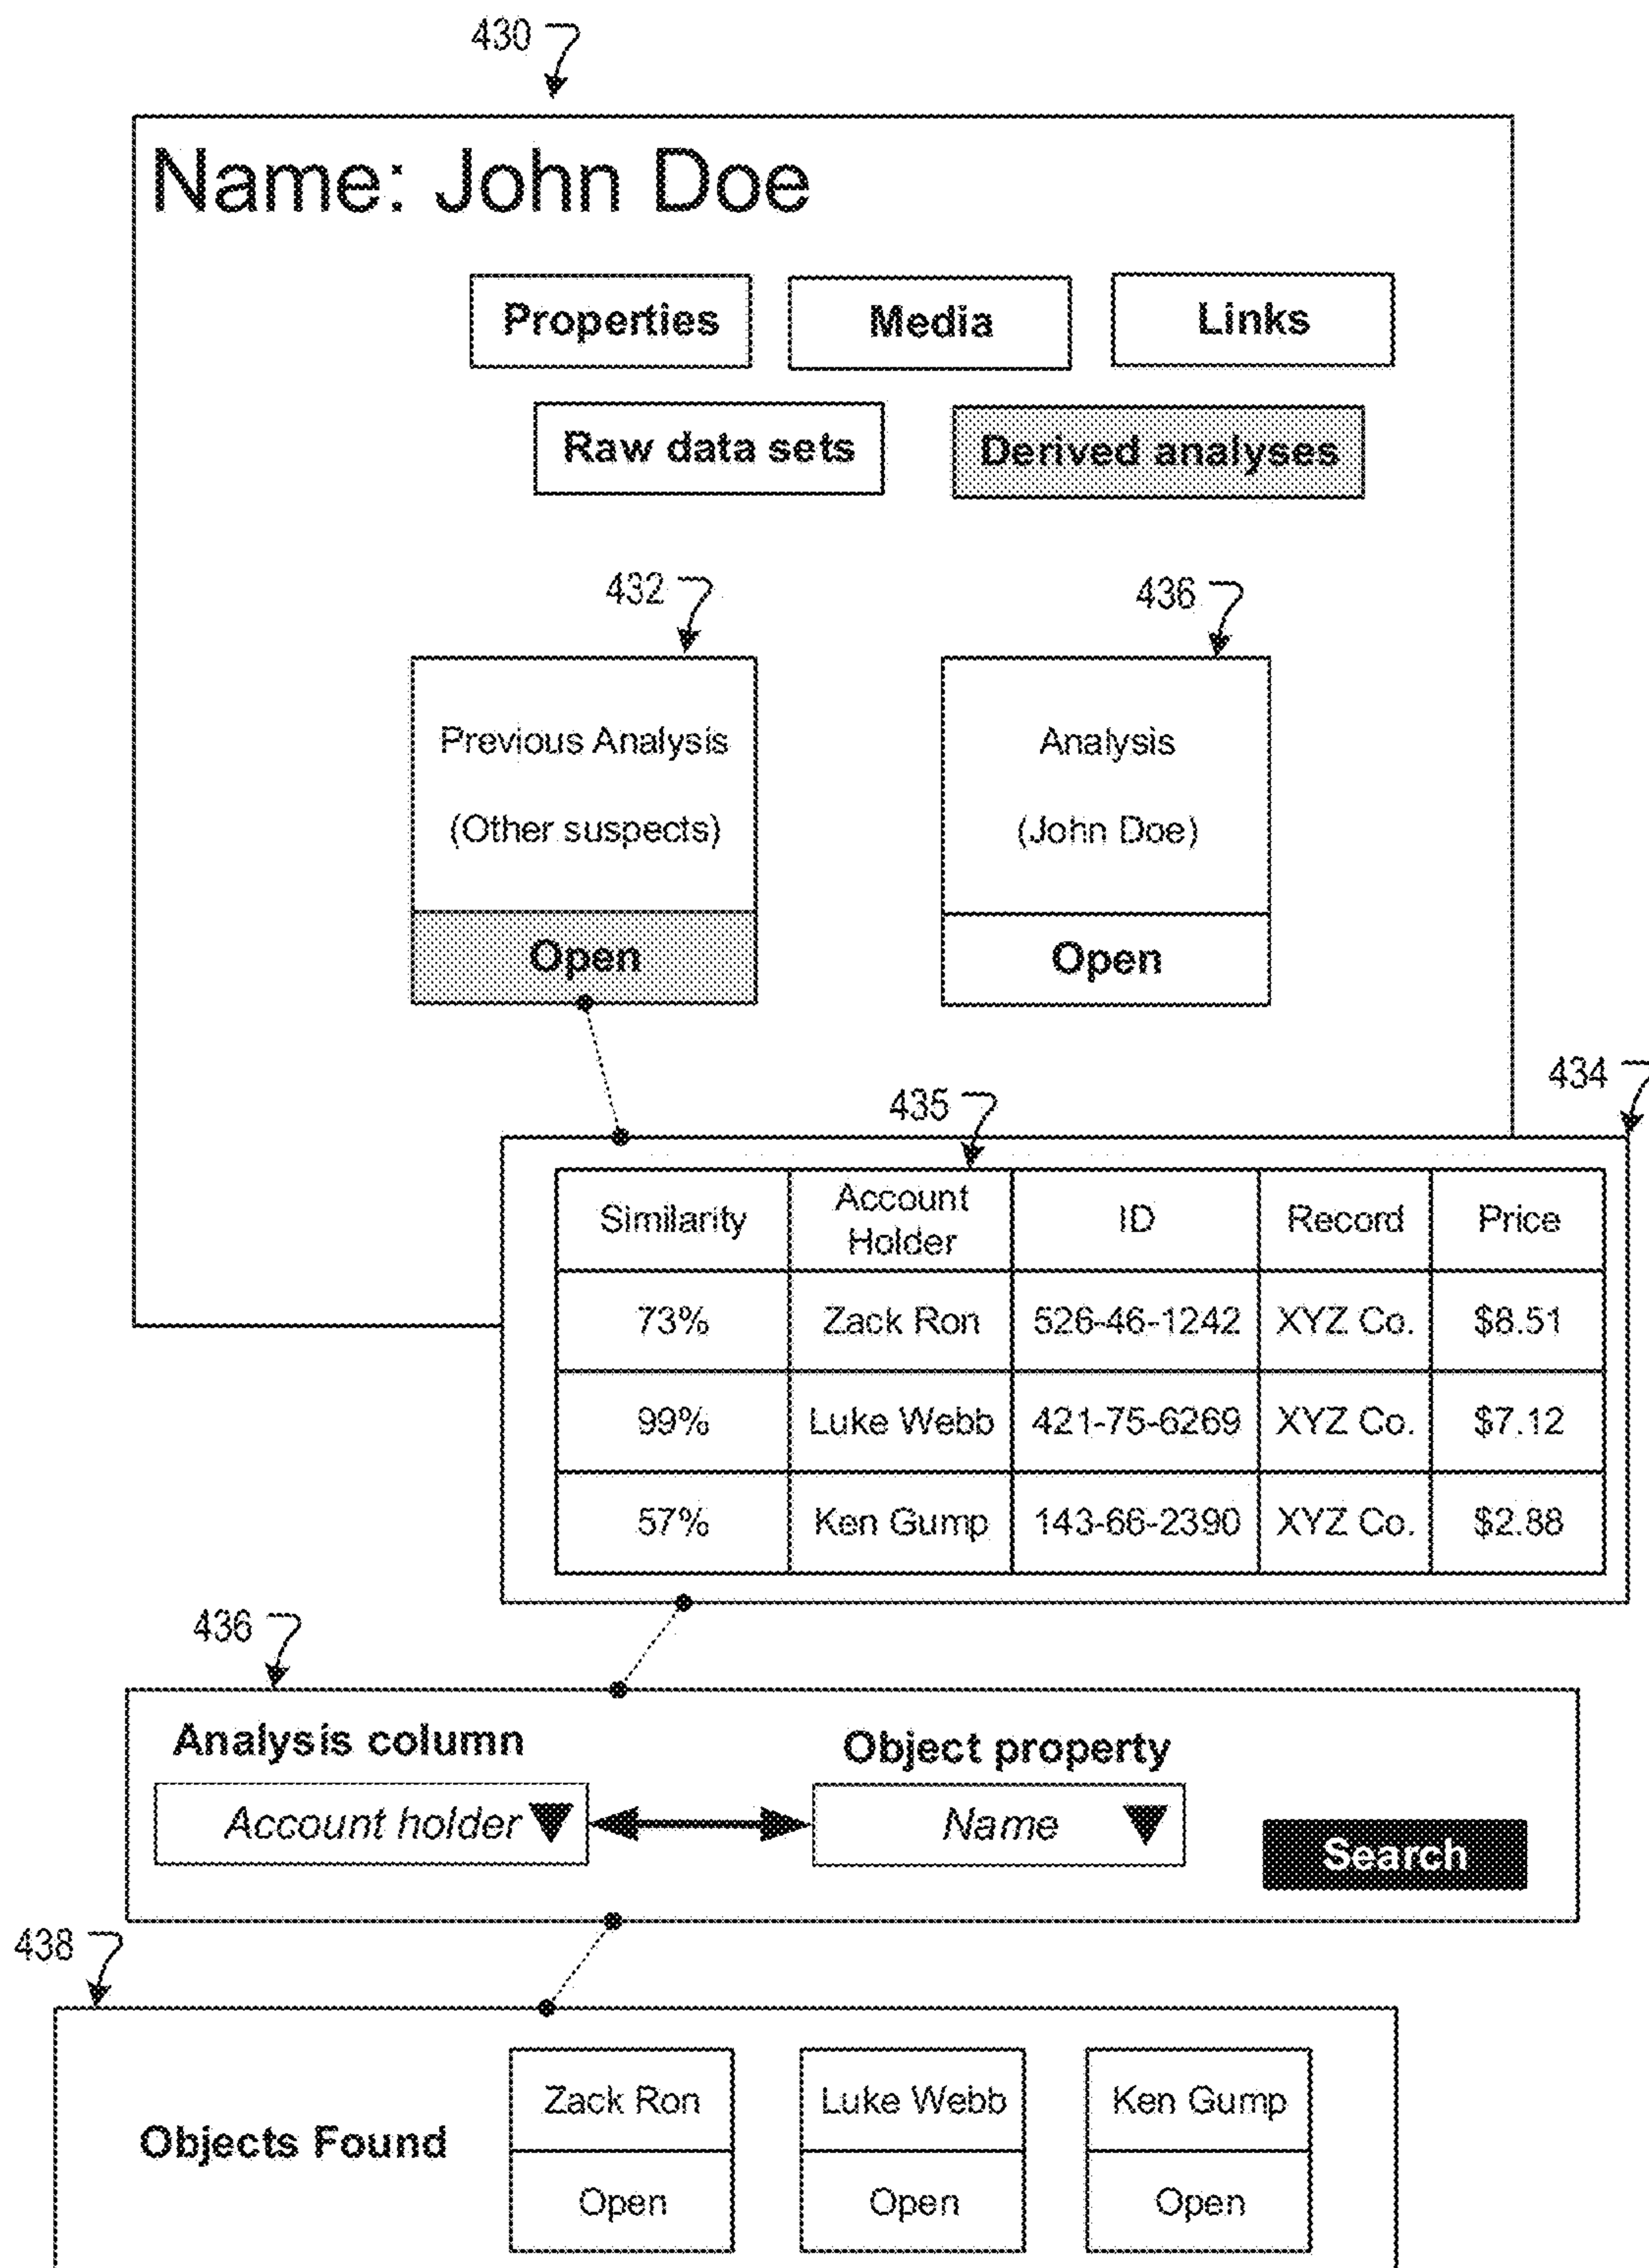 430
Name: John Doe
Properties
Media
Links
Raw data sets
Derived analyses
432
436
Previous Analysis
(Other suspects)
Open
Analysis
(John Doe)
Open
434
435
Similarity
Account
Holder
ID
Record
Price
73%
Zack Ron
526-46-1242
XYZ Co.
$8.51
99%
Luke Webb
421-75-6269
XYZ Co.
$7.12
57%
Ken Gump
143-66-2390
XYZ Co.
$2.88
436
Analysis column
Object property
Account holder
Name
Search
438
Objects Found
Zack Ron
Open
Luke Webb
Open
Ken Gump
Open